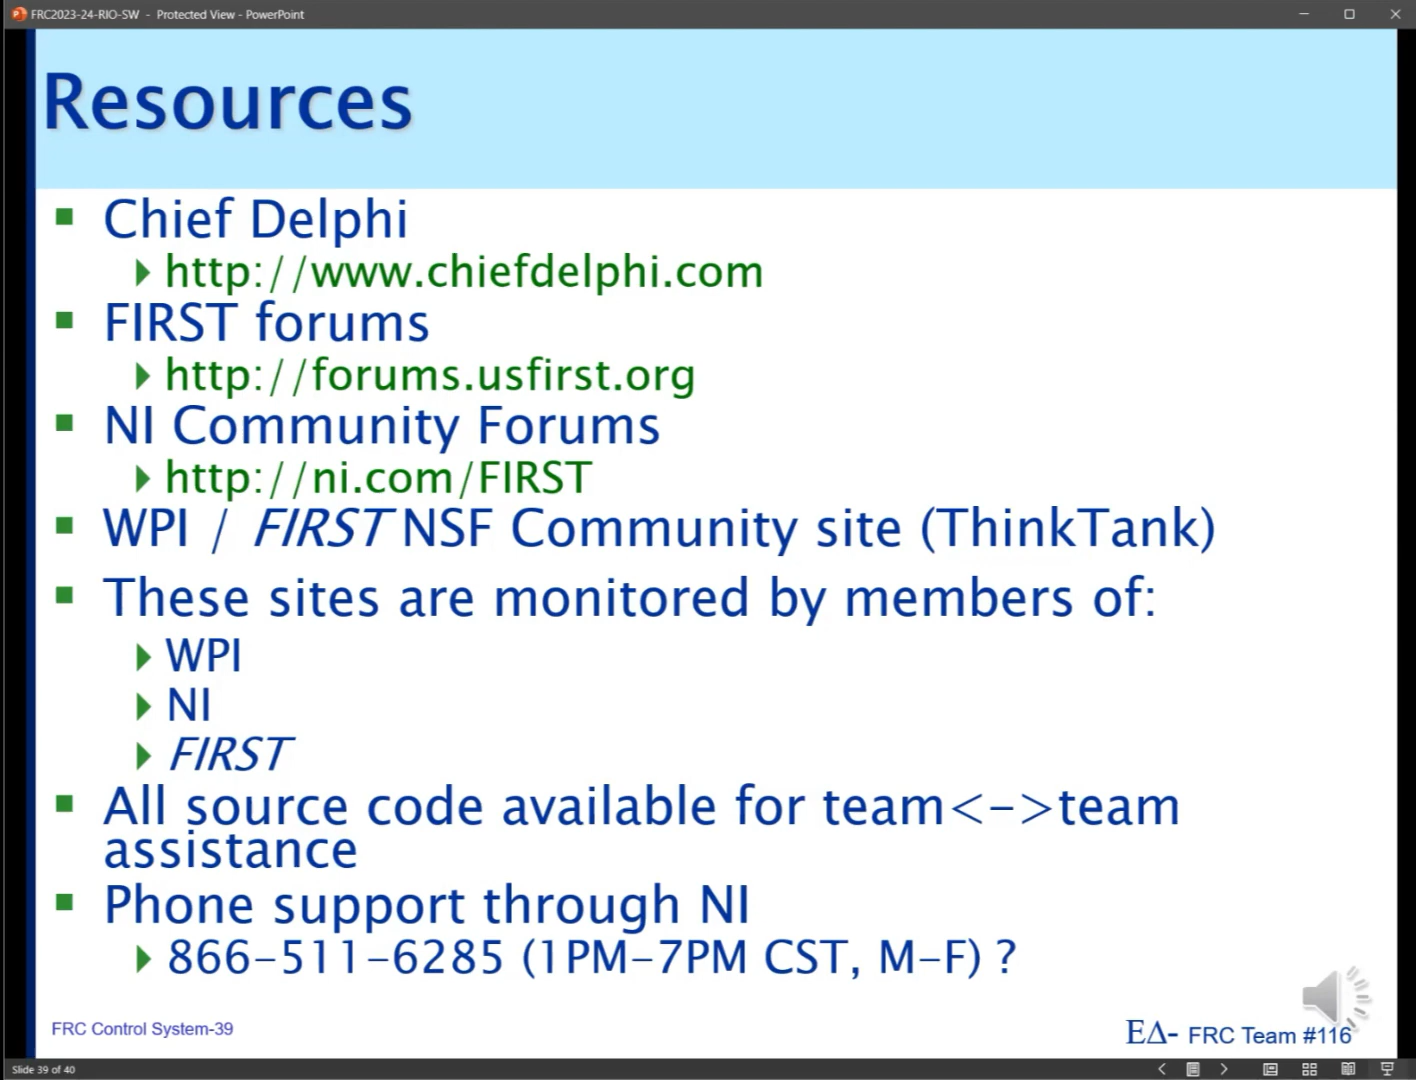 FRC2023-24-RIO-SW - Protected View - PowerPoint
Resources
Chief Delphi
http://www.chiefdelphi.com
FIRST forums
http://forums.usfirst.org
NI Community Forums
http://ni.com/FIRST
WPI / FIRST NSF Community site (ThinkTank)
These sites are monitored by members of:
WPI
NI
FIRST
All source code available for team<->team
assistance
Phone support through NI
866-511-6285 (1PM-7PM CST, M-F) ?
FRC Control System-39
ΕΔ- FRC Team #116
Slide 39 of 40